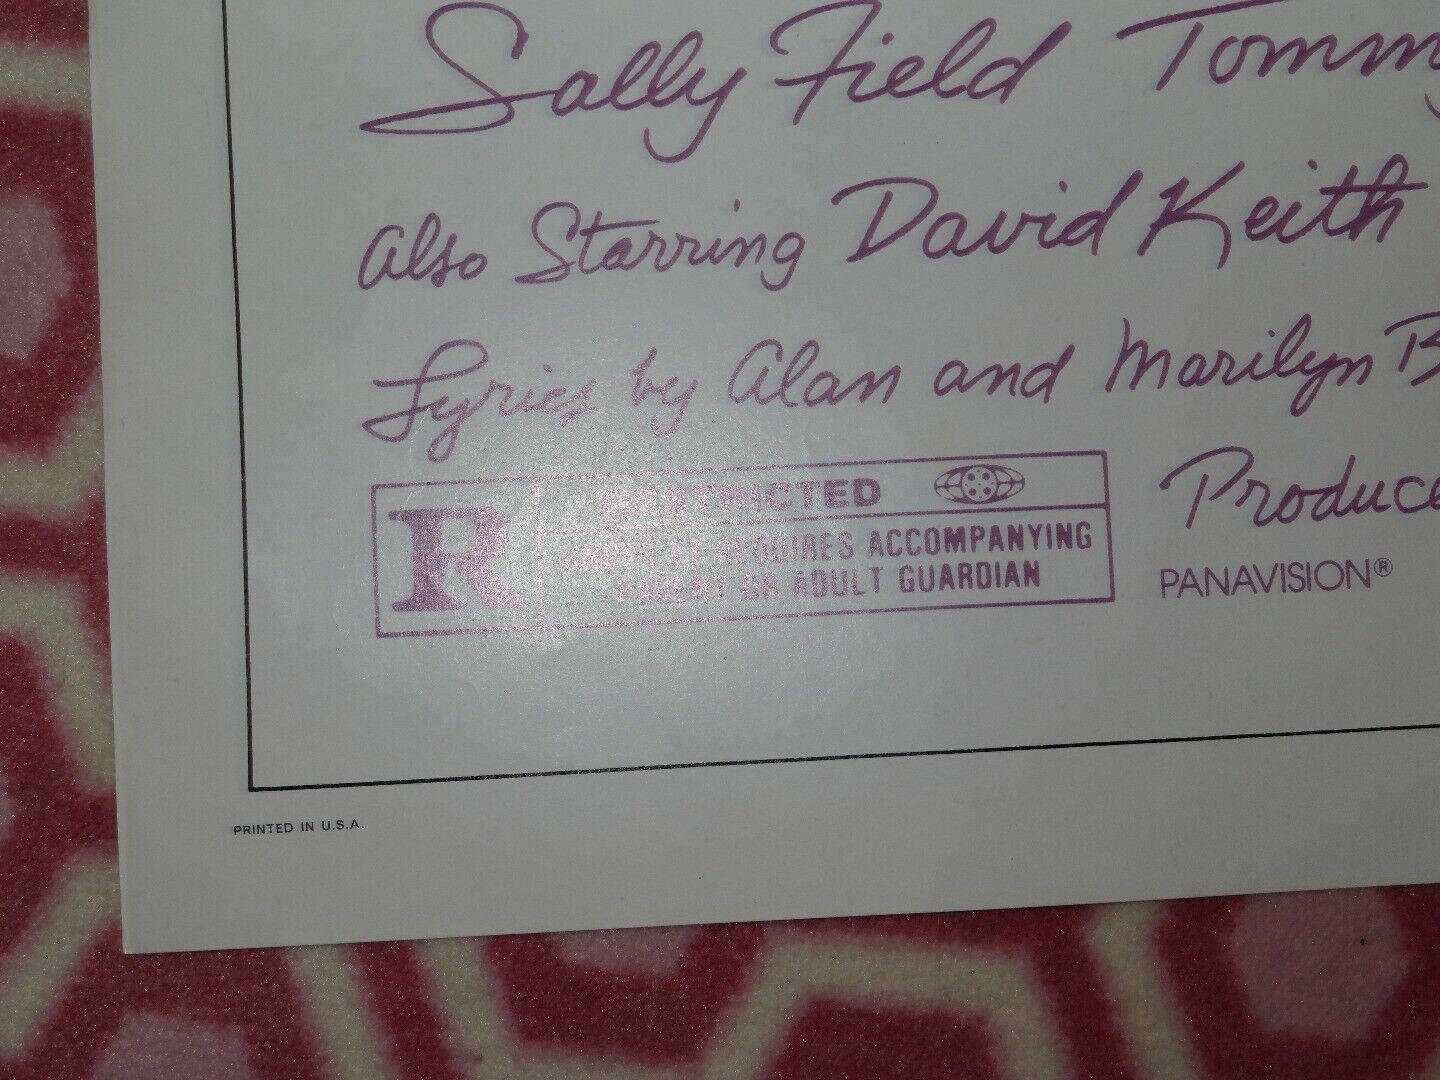 Sally Field Tomm
Also Starring David Keith
Lyrics by Alan and Marilyn B
R RESTRICTED
UNDER 17 REQUIRES ACCOMPANYING
PARENT OR ADULT GUARDIAN
Produce
PANAVISION®
PRINTED IN U.S.A.